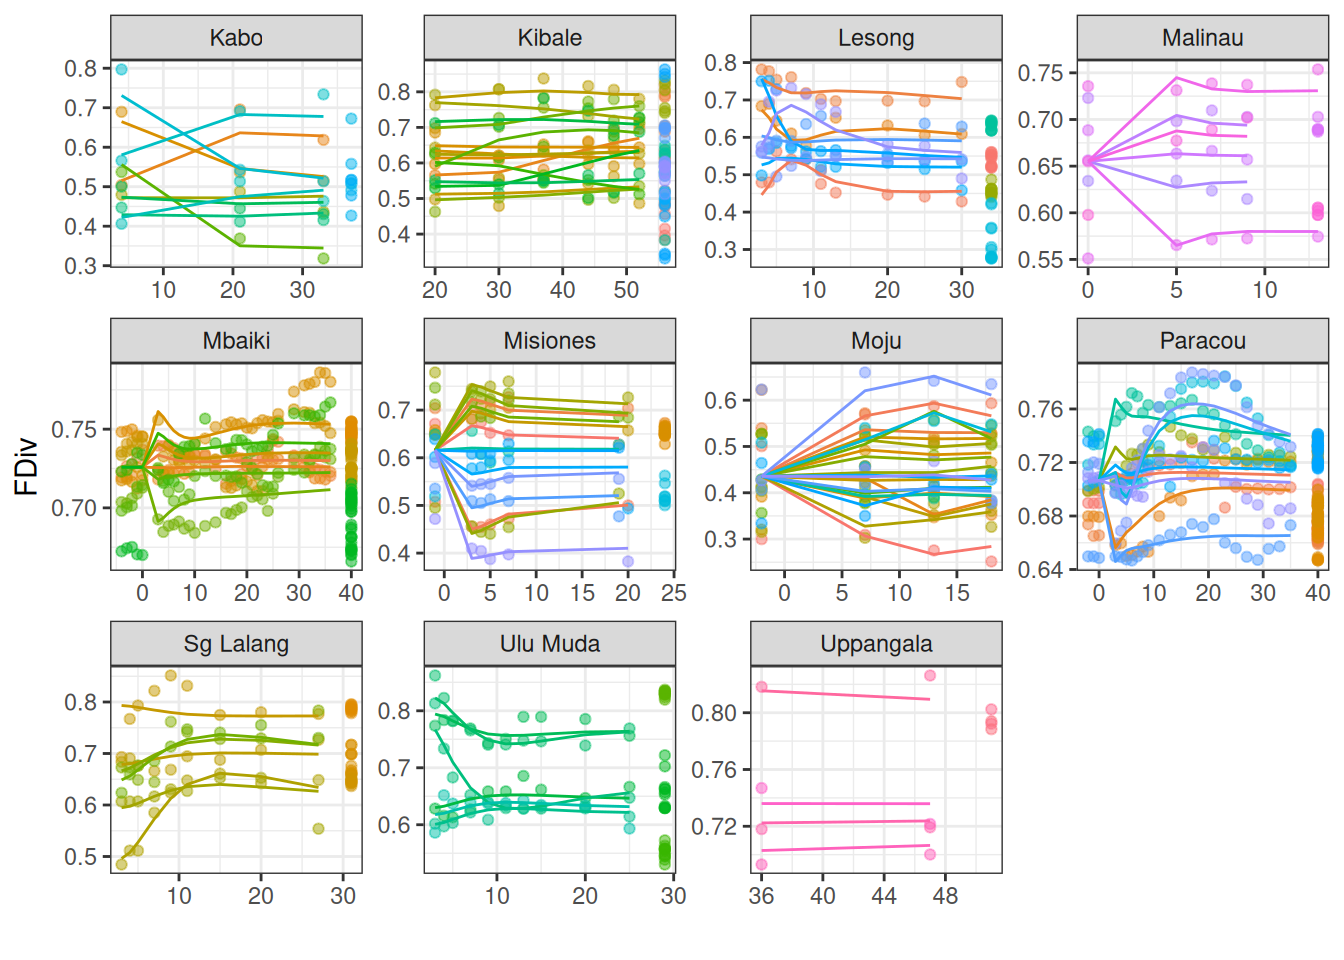 Kabo Kibale Lesong Malinau
0.8 0.7 0.6 0.5 0.4 0.3
0.8 0.7 0.6 0.5 0.4
0.8 0.7 0.6 0.5 0.4 0.3
0.75 0.70 0.65 0.60 0.55
10 20 30 20 30 40 50 10 20 30 0 5 10
Mbaiki Misiones Moju Paracou
FDiv
0.75 0.70
0.7 0.6 0.5 0.4
0.6 0.5 0.4 0.3
0.76 0.72 0.68 0.64
0 10 20 30 40 0 5 10 15 20 25 0 5 10 15 0 10 20 30 40
Sg Lalang Ulu Muda Uppangala
0.8 0.7 0.6 0.5
0.8 0.7 0.6
0.80 0.76 0.72
10 20 30 10 20 30 36 40 44 48